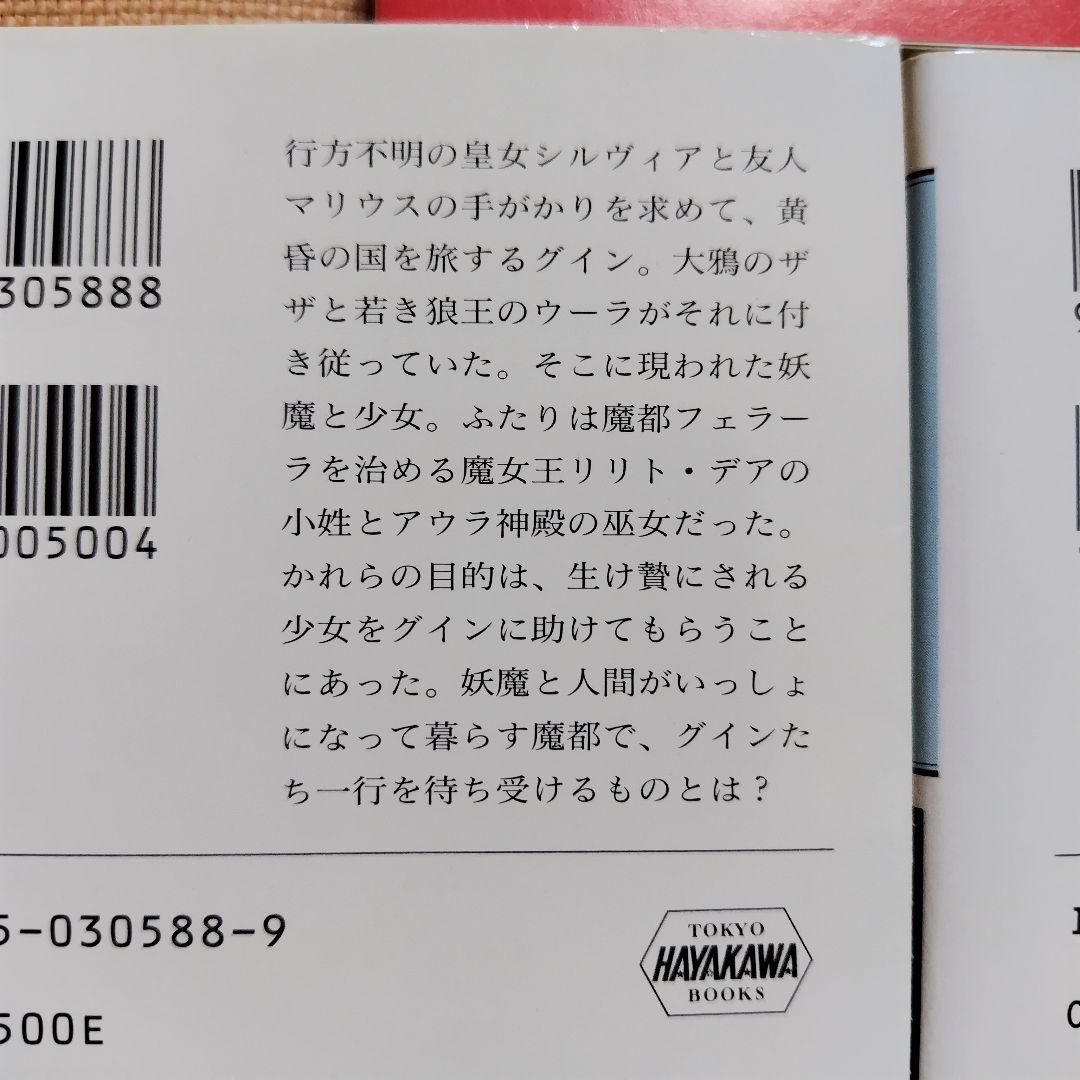 行方不明の皇女シルヴィアと友人
マリウスの手がかりを求めて、黄
昏の国を旅するグイン。大鴉のザ
ザと若き狼王のウーラがそれに付
き従っていた。そこに現われた妖
魔と少女。ふたりは魔都フェラー
ラを治める魔女王リリト・デアの
小姓とアウラ神殿の巫女だった。
かれらの目的は、生け贄にされる
少女をグインに助けてもらうこと
にあった。妖魔と人間がいっしょ
になって暮らす魔都で、グインた
ち一行を待ち受けるものとは？
305888
005004
5-030588-9
500E
TOKYO
HAYAKAWA
BOOKS